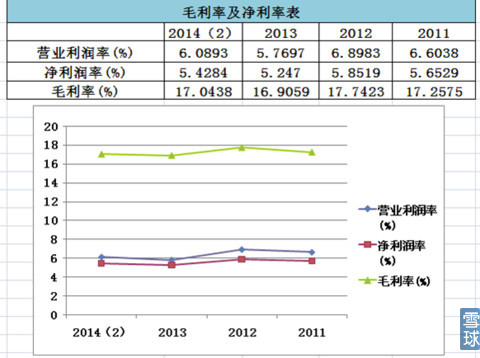 毛利率及净利率表
2014（2） 2013 2012 2011
营业利润率(%) 6.0893 5.7697 6.8983 6.6038
净利润率(%) 5.4284 5.247 5.8519 5.6529
毛利率(%) 17.0438 16.9059 17.7423 17.2575
20
18
16
14
12
10
8
6
4
2
0
2014（2） 2013 2012 2011
营业利润率
(%)
净利润率
(%)
毛利率(%)
雪
球